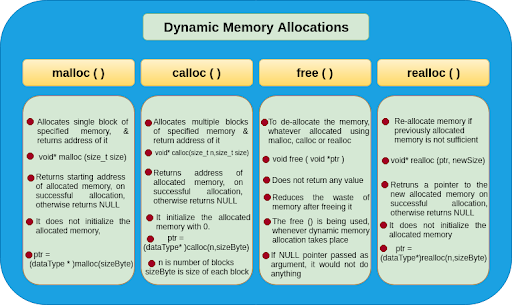 Dynamic Memory Allocations
malloc ( )
Allocates single block of
specified memory, &
returns address of it
void* malloc (size_t size)
Returns starting address
of allocated memory, on
successful allocation,
otherwise returns NULL
It does not initialize the
allocated memory,
ptr =
(dataType * )malloc(sizeByte)
calloc ( )
Allocates multiple blocks
of specified memory &
return address of it
void* calloc(size_t n,size_t size)
Returns address of
allocated memory, on
successful allocation,
otherwise returns NULL
It initialize the allocated
memory with 0.
ptr =
(dataType* )calloc(n,sizeByte)
n is number of blocks
sizeByte is size of each block
free ( )
To de-allocate the memory,
whatever allocated using
malloc, calloc or realloc
void free ( void *ptr )
Does not return any value
Reduces the waste of
memory after freeing it
The free () is being used,
whenever dynamic memory
allocation takes place
If NULL pointer passed as
argument, it would not do
anything
realloc ( )
Re-allocate memory if
previously allocated
memory is not sufficient
void* realloc (ptr, newSize)
Retruns a pointer to the
new allocated memory on
successful allocation,
otherwise returns NULL
It does not initialize the
allocated memory
ptr =
(dataType*)realloc(n,sizeByte)